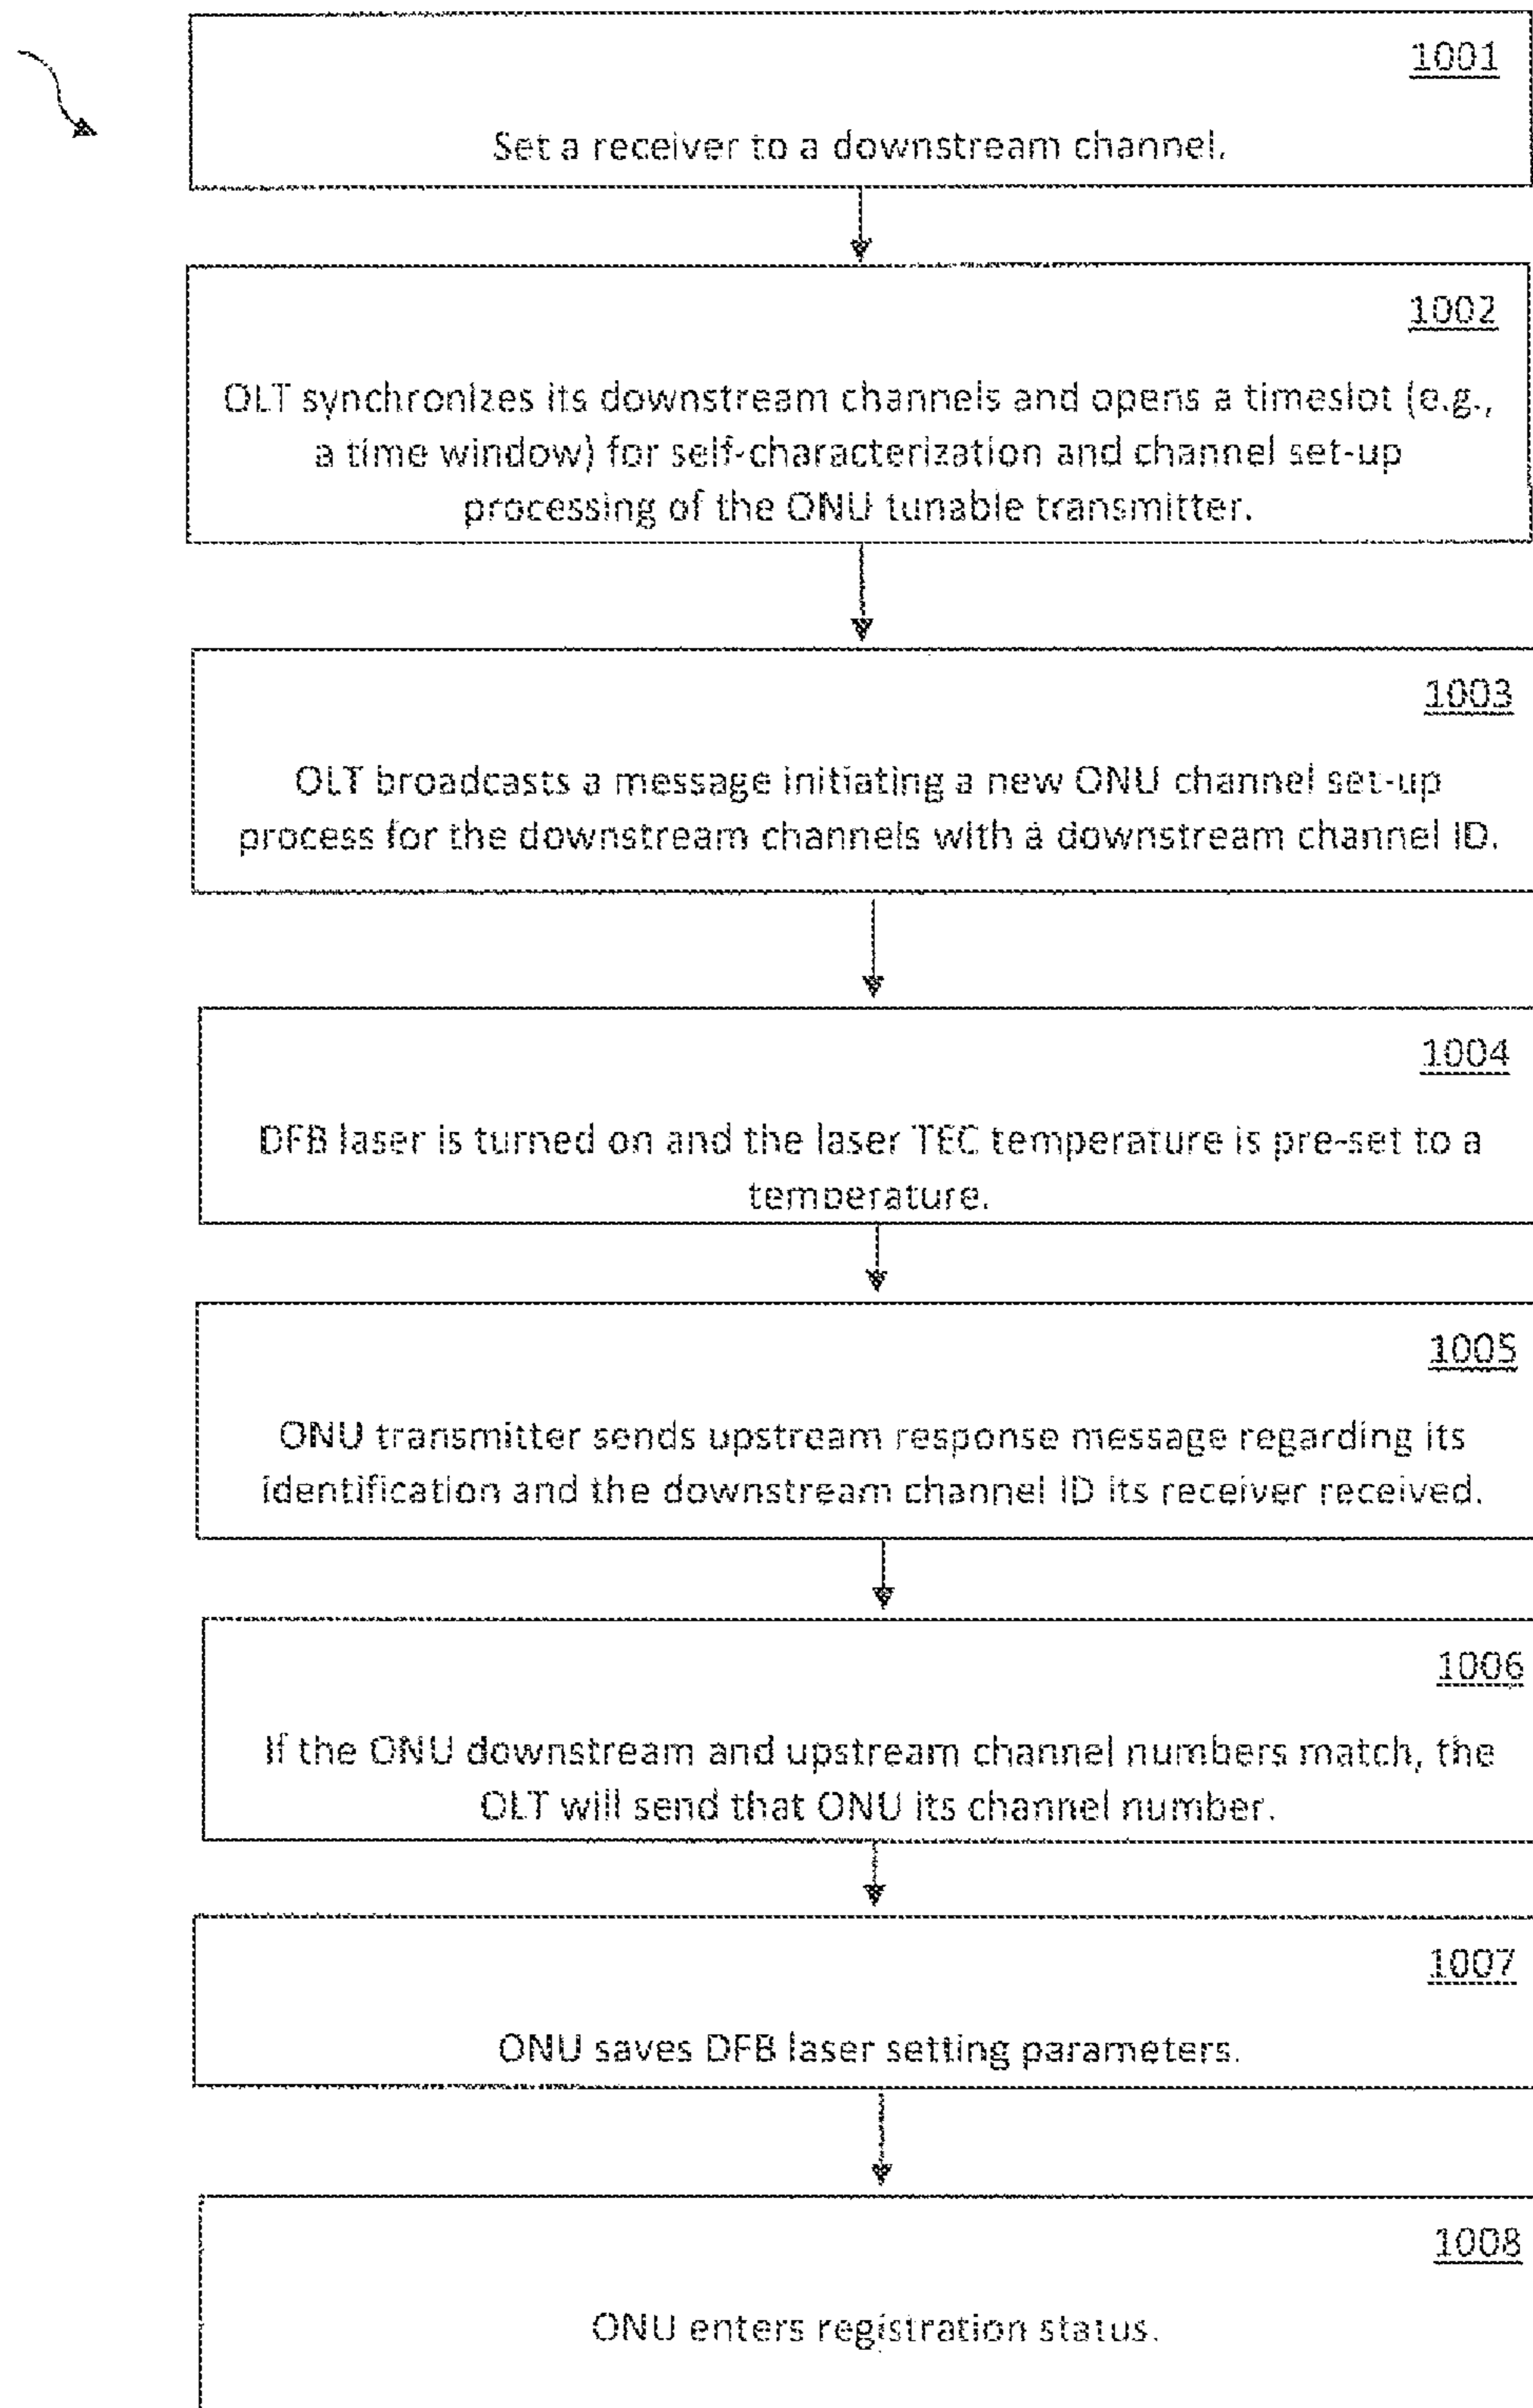 1001
Set a receiver to a downstream channel.
1002
OLT synchronizes its downstream channels and opens a timeslot (e.g.,
a time window) for self-characterization and channel set-up
processing of the ONU tunable transmitter.
1003
OLT broadcasts a message initiating a new ONU channel set-up
process for the downstream channels with a downstream channel ID.
1004
DFB laser is turned on and the laser TEC temperature is pre-set to a
temperature.
1005
ONU transmitter sends upstream response message regarding its
identification and the downstream channel ID its receiver received.
1006
If the ONU downstream and upstream channel numbers match, the
OLT will send that ONU its channel number.
1007
ONU saves DFB laser setting parameters.
1008
ONU enters registration status.